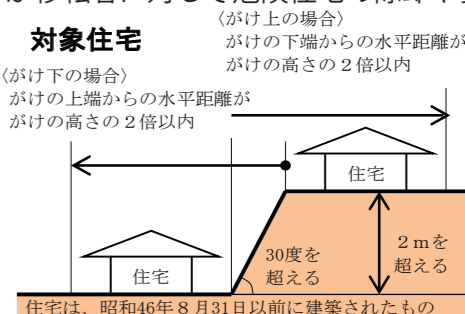 対象住宅
〈がけ上の場合〉
がけの下端からの水平距離が
がけの高さの２倍以内
〈がけ下の場合〉
がけの上端からの水平距離が
がけの高さの２倍以内
住宅
住宅
30度を
超える
２ｍを
超える
住宅は、昭和46年８月31日以前に建築されたもの